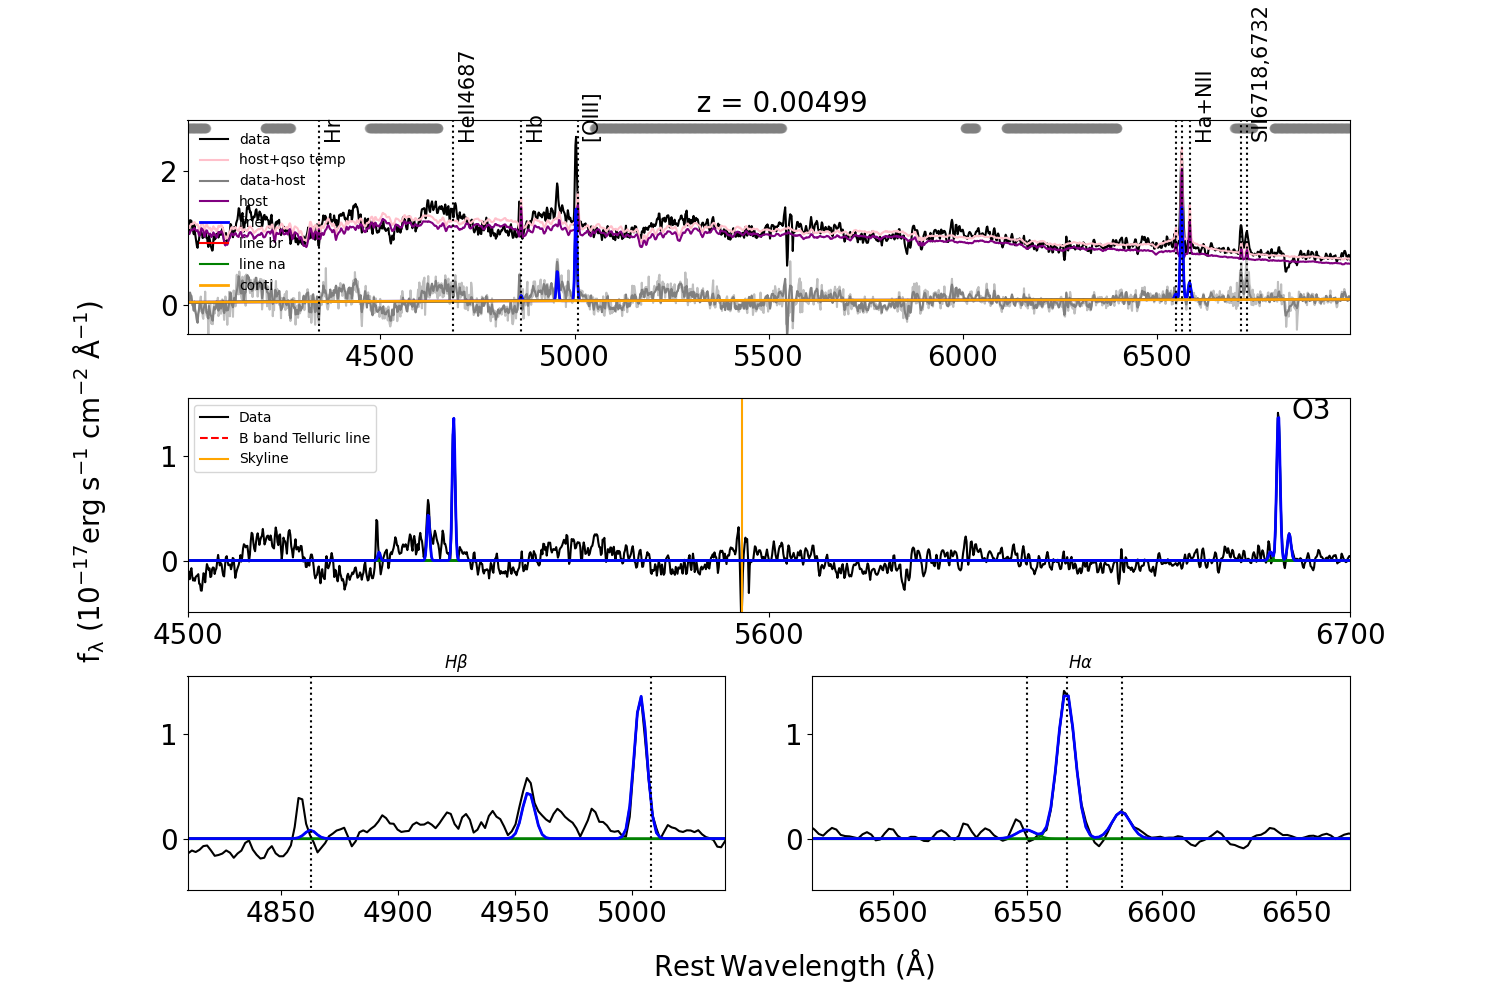 Hr
HeII4687
Hb
[OIII]
Ha+NII
SII6718,6732
z = 0.00499
data
host+qso temp
data-host
host
line br
line na
conti
2
0
4500
5000
5500
6000
6500
fλ (10⁻¹⁷erg s⁻¹ cm⁻² Å⁻¹)
Data
B band Telluric line
Skyline
O3
1
0
4500
5600
6700
Hβ
1
0
4850
4900
4950
5000
Hα
1
0
6500
6550
6600
6650
Rest Wavelength (Å)